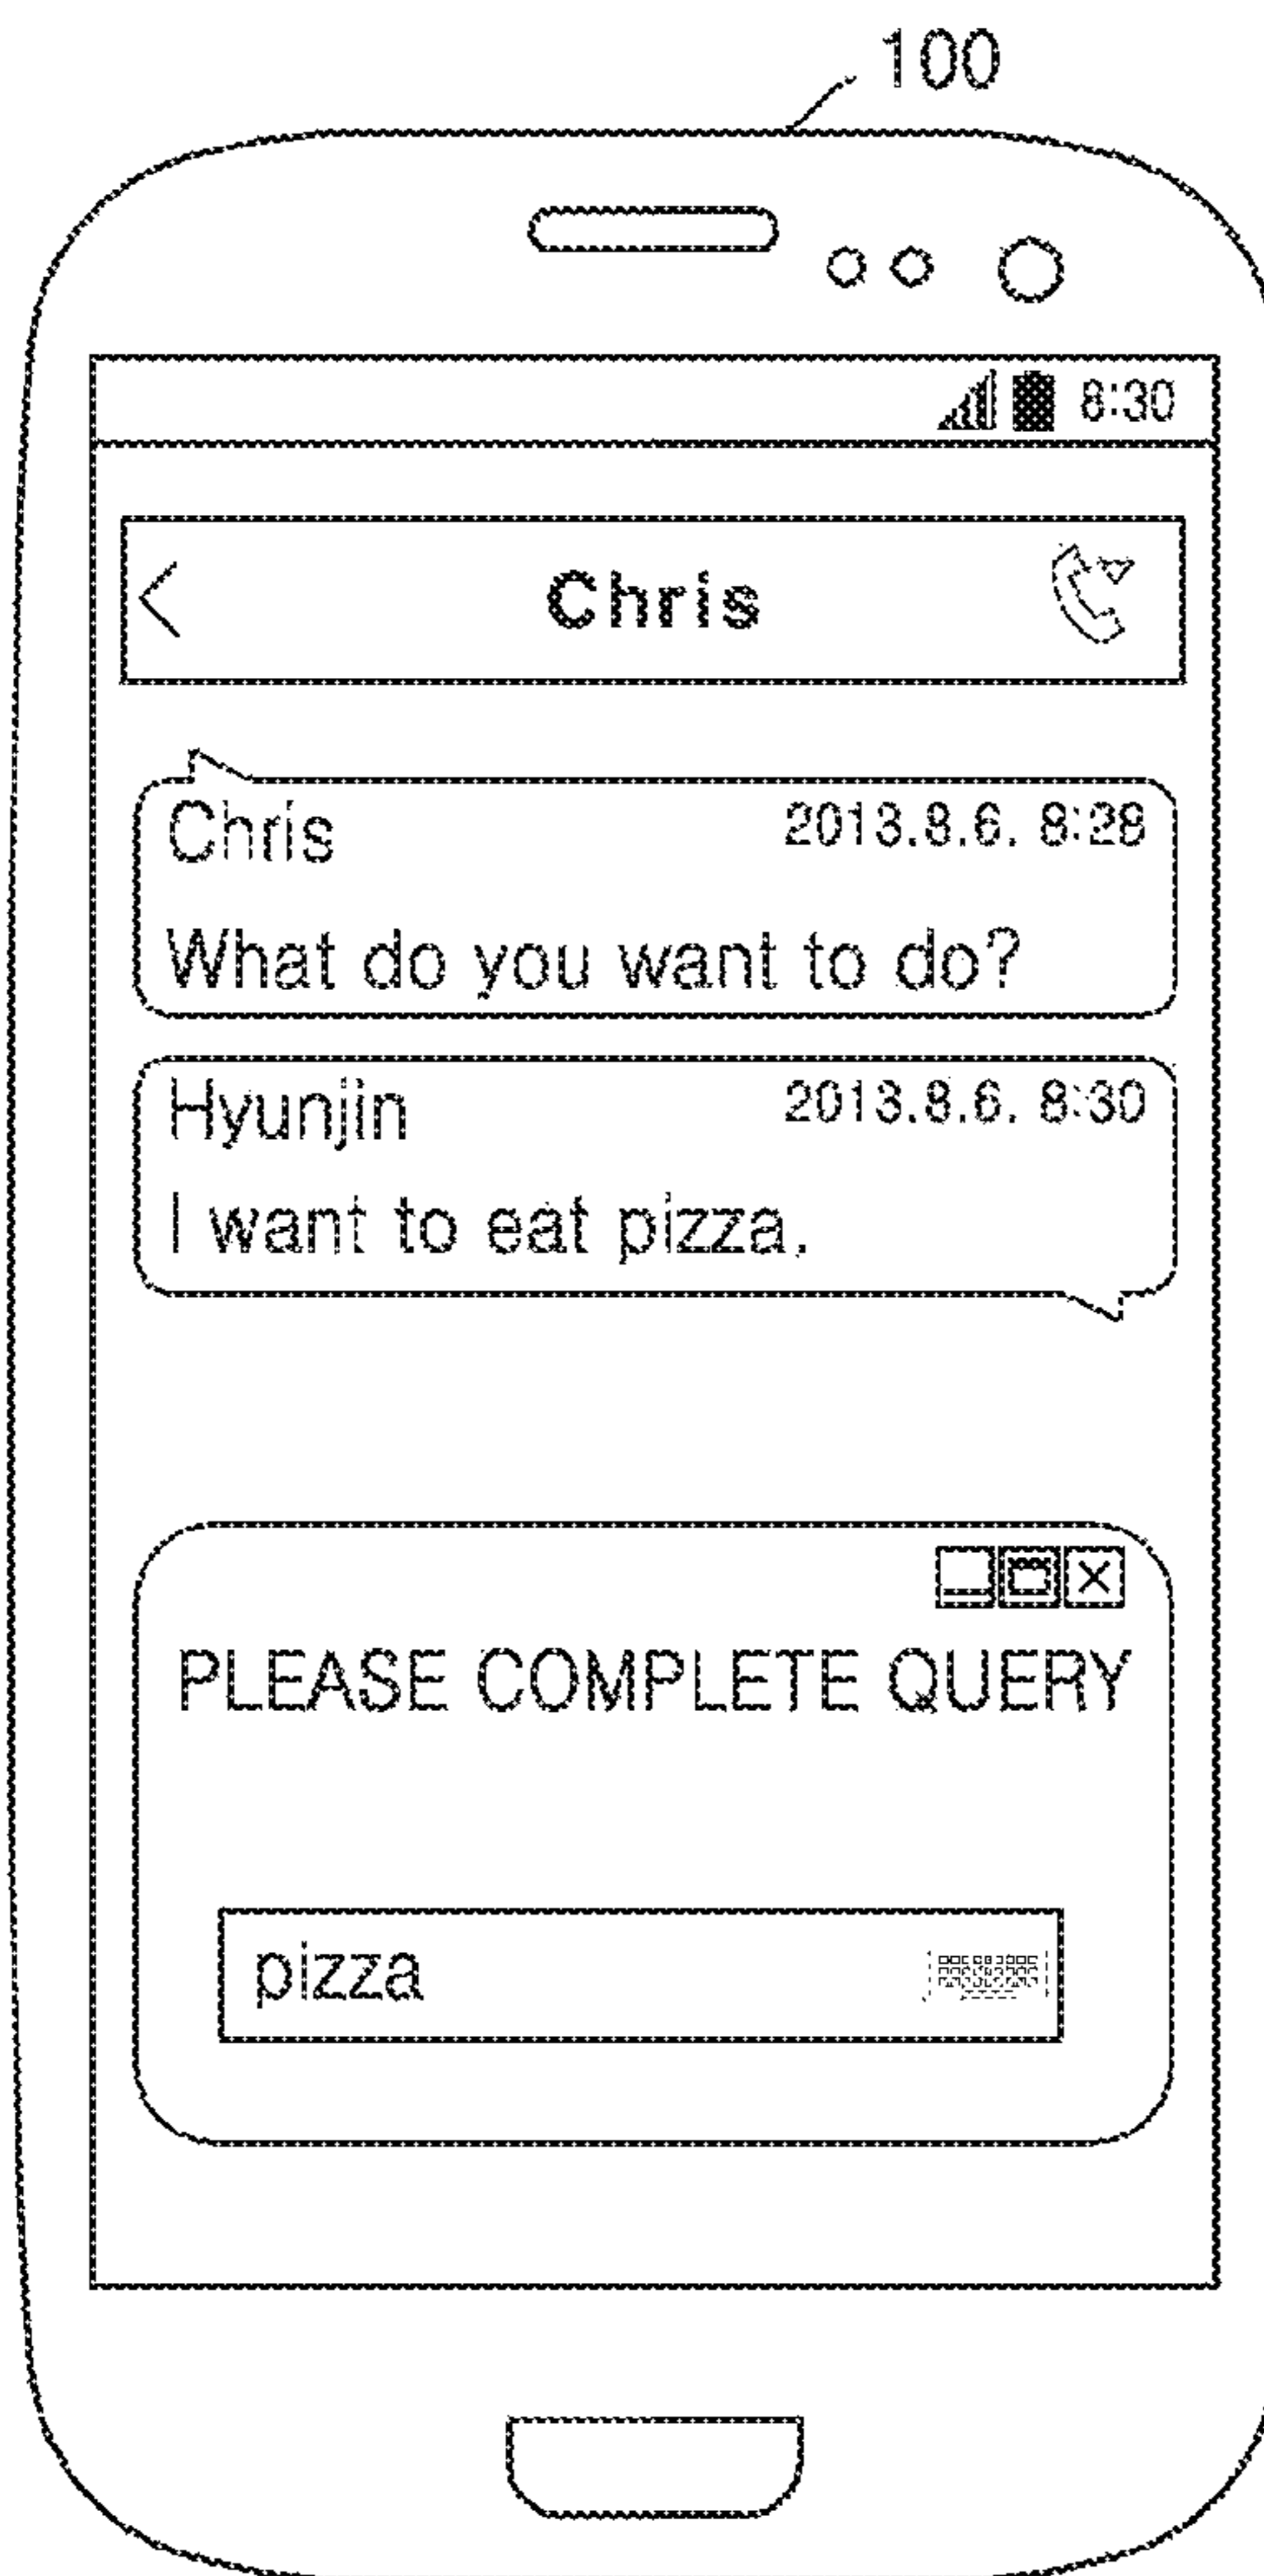 100
8:30
Chris
Chris 2013.8.6. 8:28
What do you want to do?
Hyunjin 2013.8.6. 8:30
I want to eat pizza.
PLEASE COMPLETE QUERY
pizza